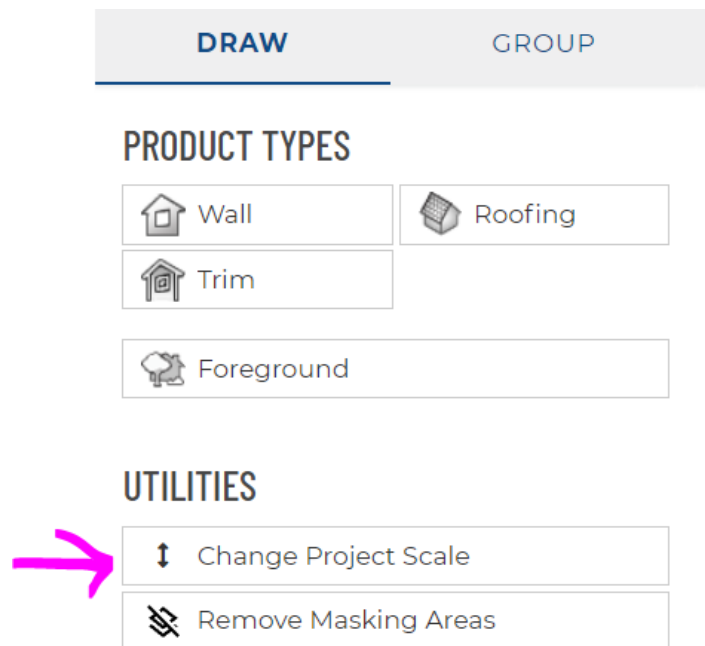 DRAW GROUP
PRODUCT TYPES
Wall Roofing
Trim
Foreground
UTILITIES
Change Project Scale
Remove Masking Areas